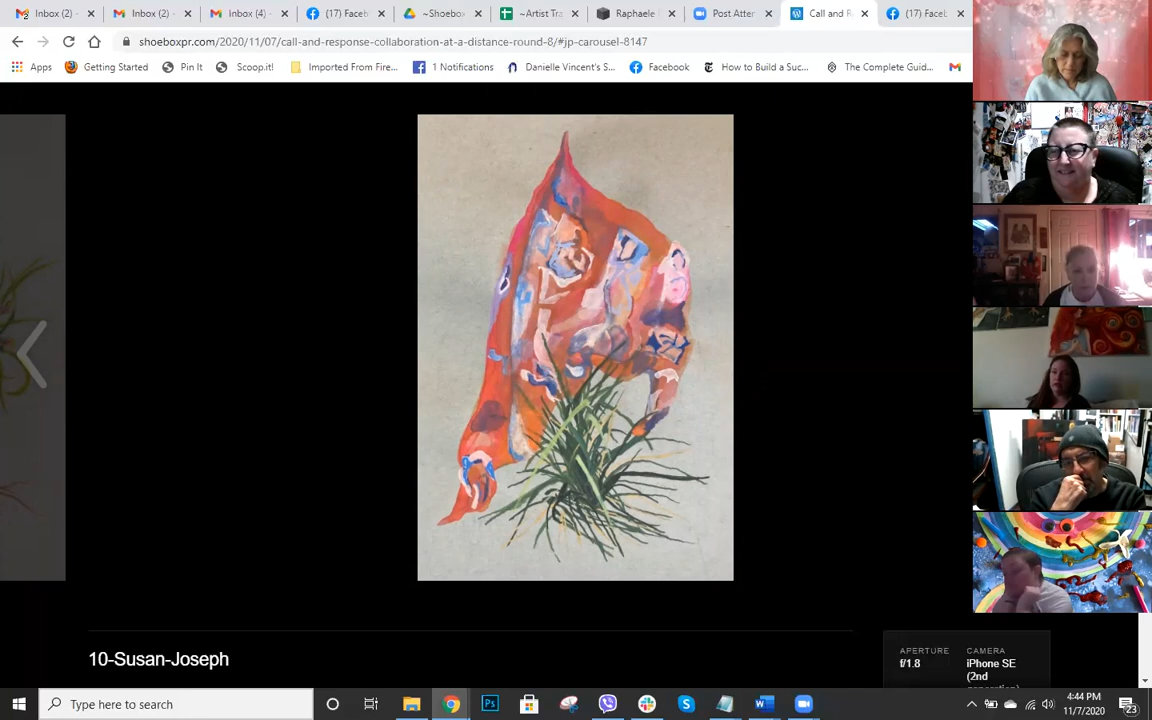 Inbox (2) -
Inbox (2) -
Inbox (4) -
(17) Faceb
~Shoebox
~Artist Tra
Raphaele
Post Atter
Call and R
(17) Faceb
shoeboxpr.com/2020/11/07/call-and-response-collaboration-at-a-distance-round-8/#jp-carousel-8147
Apps
Getting Started
Pin It
Scoop.it!
Imported From Fire...
1 Notifications
Danielle Vincent's S...
Facebook
How to Build a Suc...
The Complete Guid...
10-Susan-Joseph
APERTURE
f/1.8
CAMERA
iPhone SE
(2nd
Type here to search
4:44 PM
11/7/2020
23